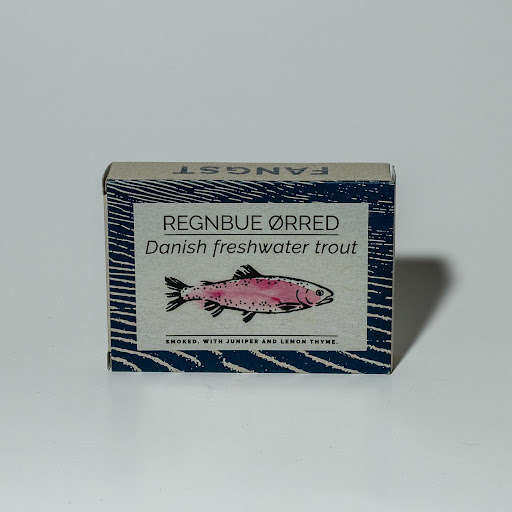 FANGST
REGNBUE ØRRED
Danish freshwater trout
SMOKED. WITH JUNIPER AND LEMON THYME.